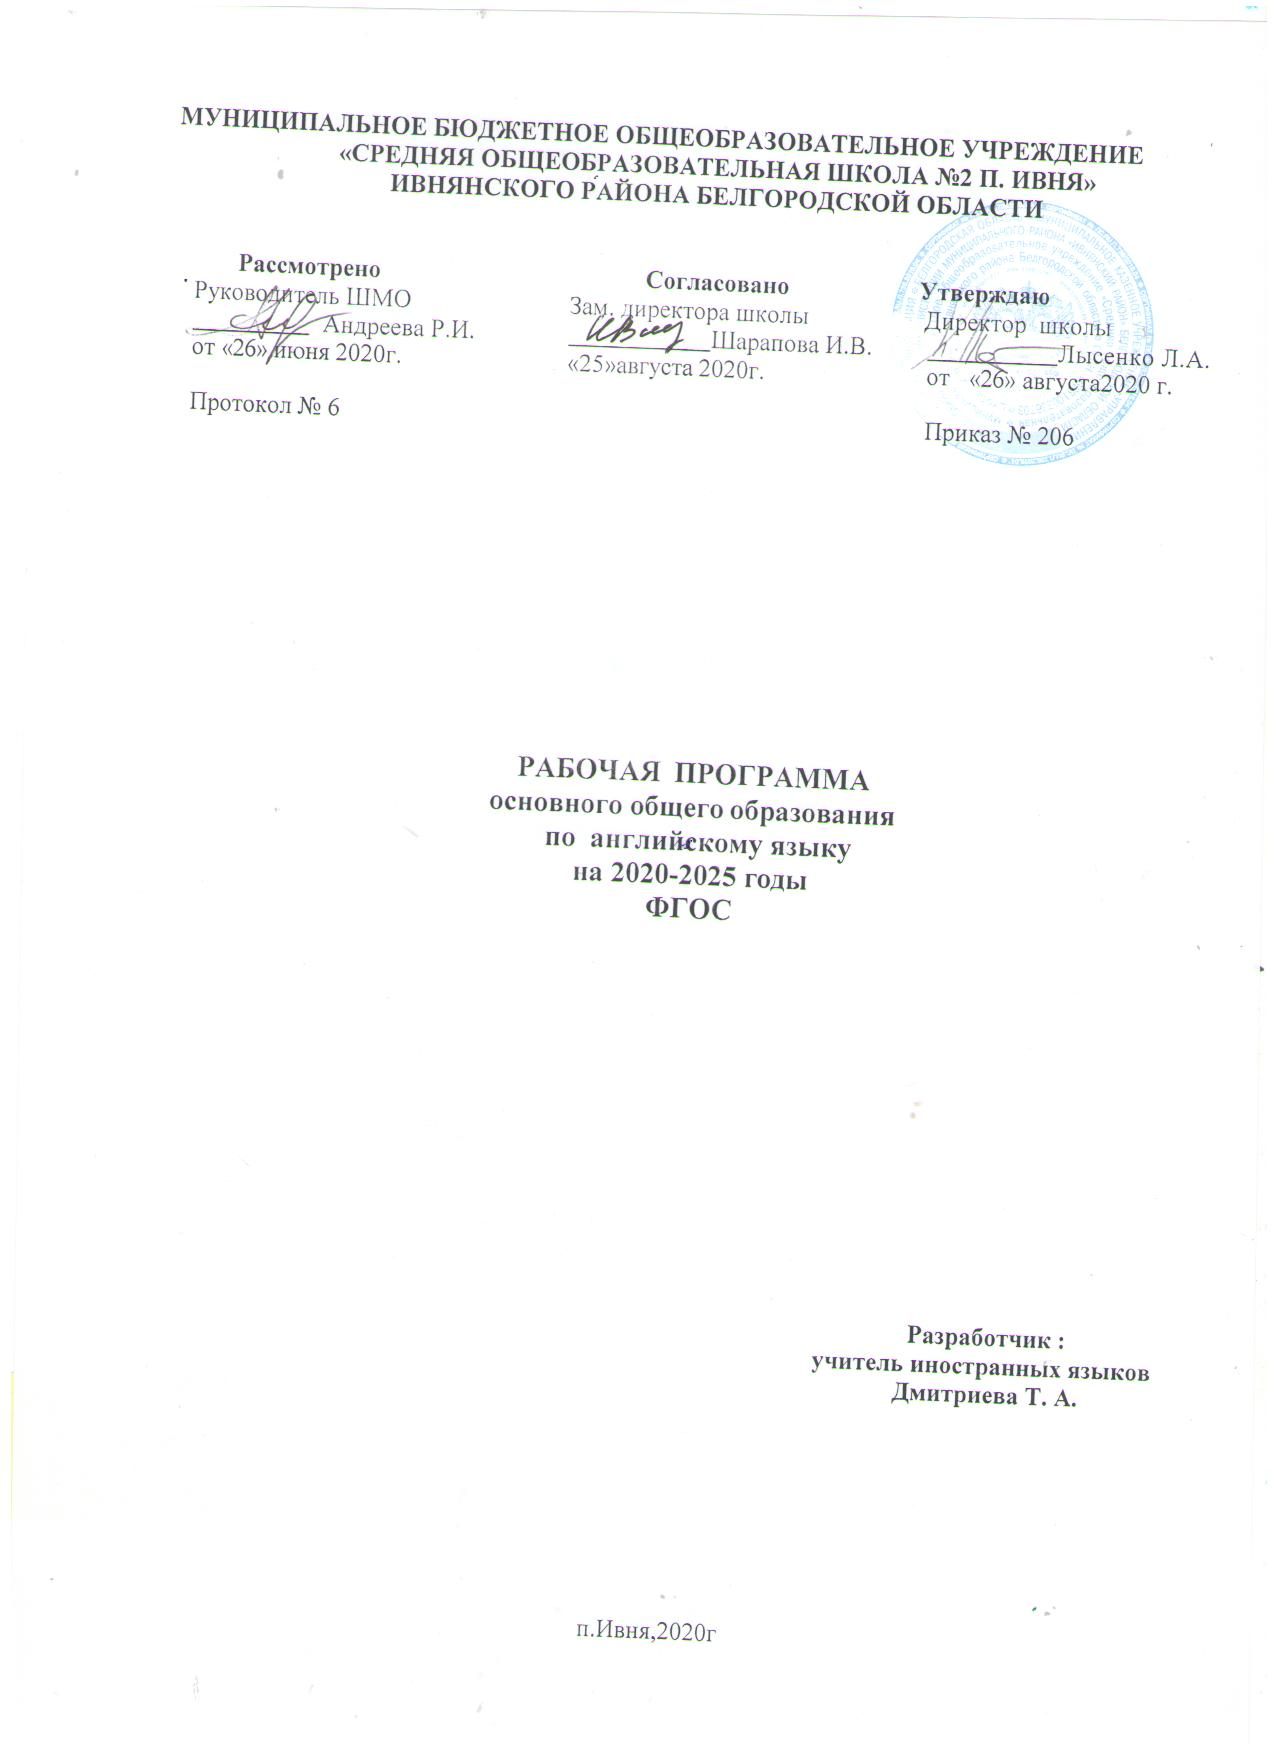 МУНИЦИПАЛЬНОЕ БЮДЖЕТНОЕ ОБЩЕОБРАЗОВАТЕЛЬНОЕ УЧРЕЖДЕНИЕ
«СРЕДНЯЯ ОБЩЕОБРАЗОВАТЕЛЬНАЯ ШКОЛА №2 П. ИВНЯ»
ИВНЯНСКОГО РАЙОНА БЕЛГОРОДСКОЙ ОБЛАСТИ
Рассмотрено
Руководитель ШМО
Андреева Р.И.
от «26» июня 2020г.
Протокол № 6
Согласовано
Зам. директора школы
Шарапова И.В.
«25»августа 2020г.
Утверждаю
Директор школы
Лысенко Л.А.
от «26» августа2020 г.
Приказ № 206
РАБОЧАЯ ПРОГРАММА
основного общего образования
по английскому языку
на 2020-2025 годы
ФГОС
Разработчик :
учитель иностранных языков
Дмитриева Т. А.
п.Ивня,2020г